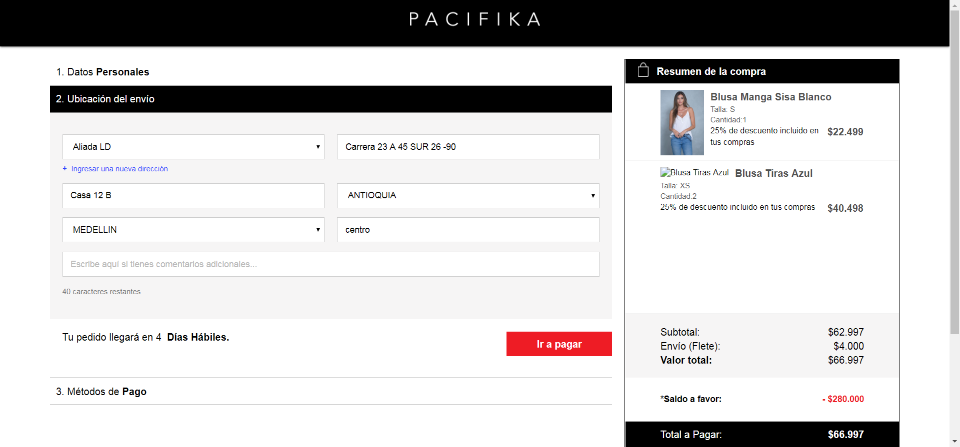 PACIFIKA
1. Datos Personales
2. Ubicación del envío
Aliada LD
Carrera 23 A 45 SUR 26 -90
+ Ingresar una nueva dirección
Casa 12 B
ANTIOQUIA
MEDELLIN
centro
Escribe aquí si tienes comentarios adicionales...
40 caracteres restantes
Tu pedido llegará en 4 Días Hábiles.
Ir a pagar
3. Métodos de Pago
Resumen de la compra
Blusa Manga Sisa Blanco
Talla: S
Cantidad:1
25% de descuento incluido en
tus compras
$22.499
Blusa Tiras Azul
Blusa Tiras Azul
Talla: XS
Cantidad:2
25% de descuento incluido en tus compras
$40.498
Subtotal: $62.997
Envío (Flete): $4.000
Valor total: $66.997
*Saldo a favor: - $280.000
Total a Pagar: $66.997